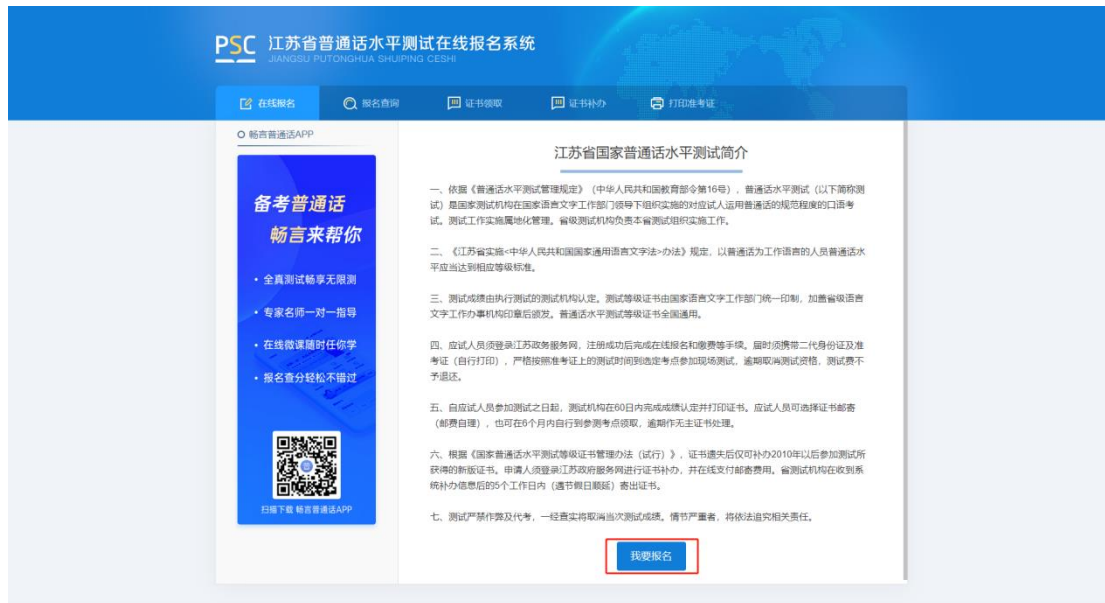 PSC 江苏省普通话水平测试在线报名系统
JIANGSU PUTONGHUA SHUIPING CESHI
在线报名 报名查询 证书领取 证书补办 打印准考证
畅言普通话APP
备考普通话
畅言来帮你
· 全真测试畅享无限测
· 专家名师一对一指导
· 在线微课随时任你学
· 报名查分轻松不错过
扫描下载 畅言普通话APP
江苏省国家普通话水平测试简介
一、依据《普通话水平测试管理规定》（中华人民共和国教育部令第16号），普通话水平测试（以下简称测
试）是国家测试机构在国家语言文字工作部门领导下组织实施的对应试人运用普通话的规范程度的口语考
试。测试工作实施属地化管理。省级测试机构负责本省测试组织实施工作。
二、《江苏省实施<中华人民共和国国家通用语言文字法>办法》规定，以普通话为工作语言的人员普通话水
平应当达到相应等级标准。
三、测试成绩由执行测试的测试机构认定。测试等级证书由国家语言文字工作部门统一印制，加盖省级语言
文字工作办事机构印章后颁发。普通话水平测试等级证书全国通用。
四、应试人员须登录江苏政务服务网，注册成功后完成在线报名和缴费等手续。届时须携带二代身份证及准
考证（自行打印），严格按照准考证上的测试时间到选定考点参加现场测试，逾期取消测试资格，测试费不
予退还。
五、自应试人员参加测试之日起，测试机构在60日内完成成绩认定并打印证书。应试人员可选择证书邮寄
（邮费自理），也可在6个月内自行到参测考点领取，逾期作无主证书处理。
六、根据《国家普通话水平测试等级证书管理办法（试行）》，证书遗失后仅可补办2010年以后参加测试所
获得的新版证书。申请人须登录江苏政府服务网进行证书补办，并在线支付邮寄费用。省测试机构在收到系
统补办信息后的5个工作日内（遇节假日顺延）寄出证书。
七、测试严禁作弊及代考，一经查实将取消当次测试成绩。情节严重者，将依法追究相关责任。
我要报名